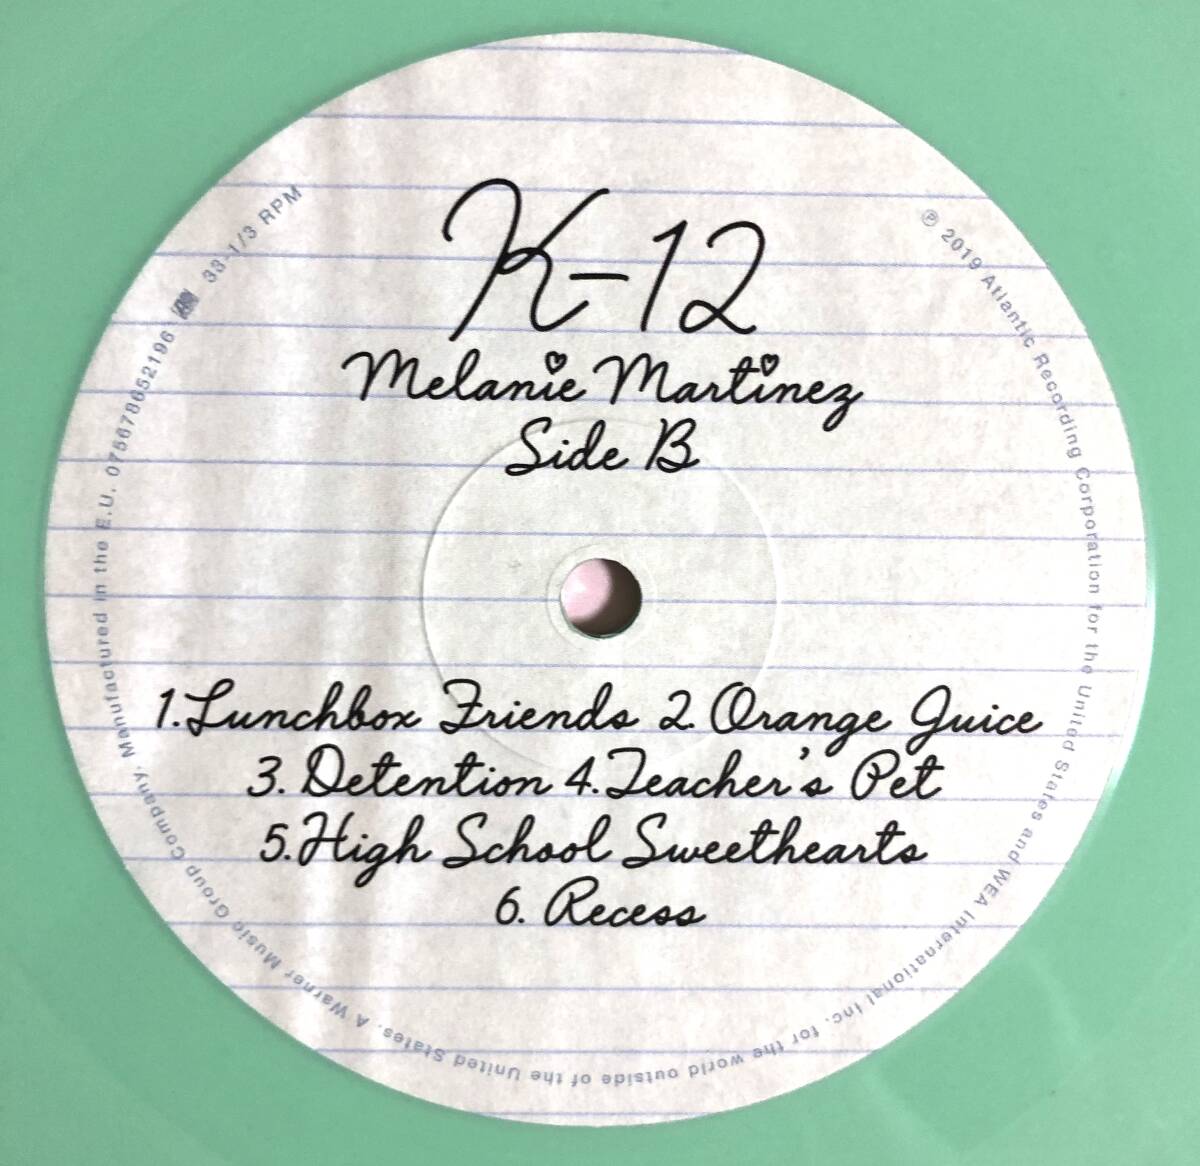 K-12
Melanie Martinez
Side B
1. Lunchbox Friends 2. Orange Juice
3. Detention 4. Teacher's Pet
5. High School Sweethearts
6. Recess
℗ 2019 Atlantic Recording Corporation for the United States and WEA International Inc. for the world outside of the United States. A Warner Music Group Company. Manufactured in the E.U. 075678652196
33-1/3 RPM